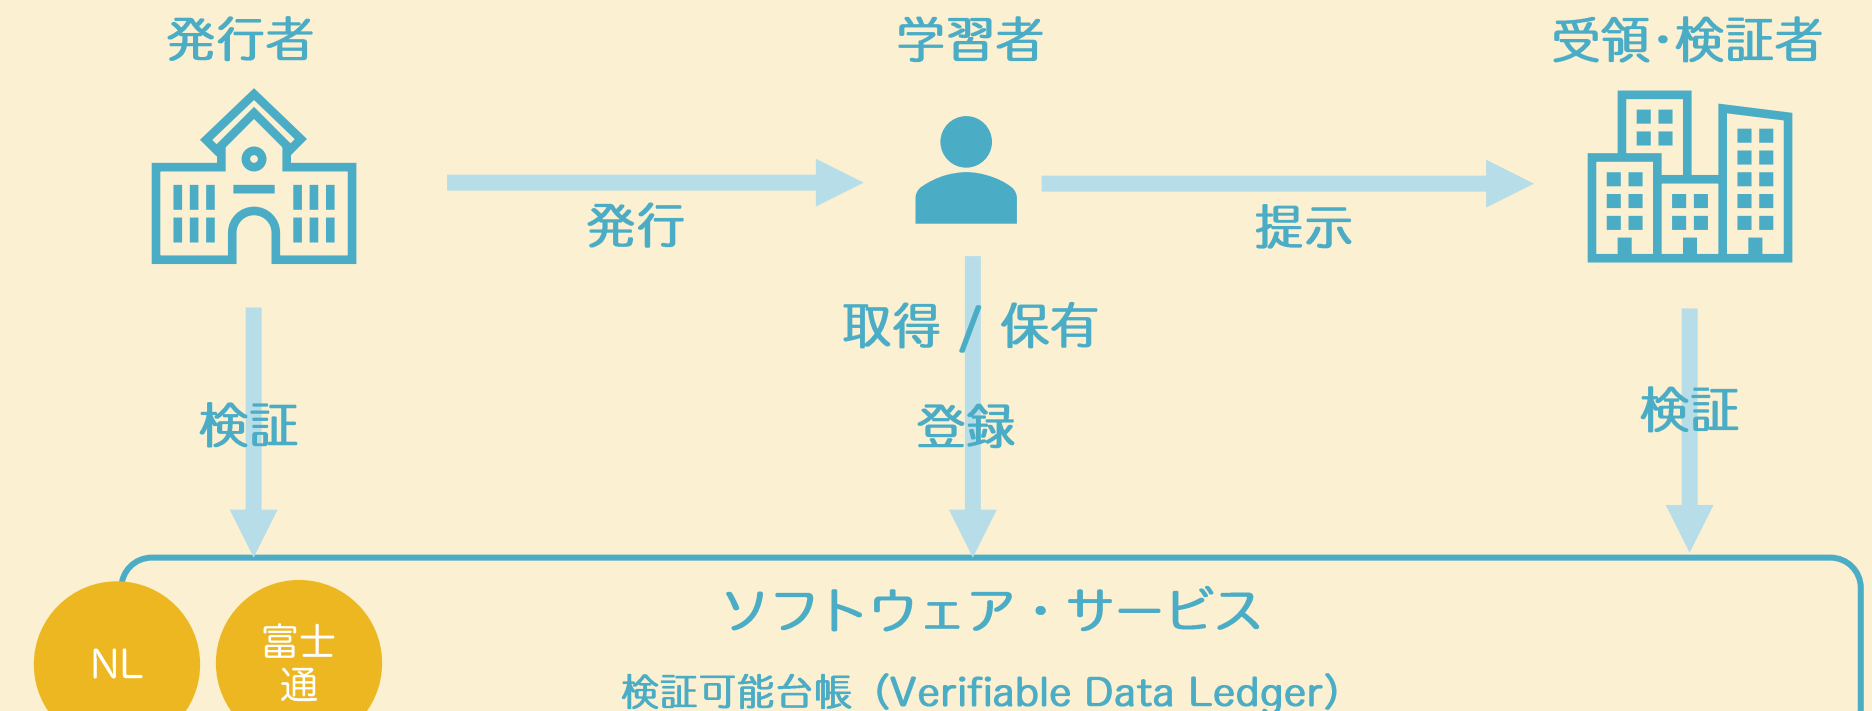 発行者
学習者
受領・検証者
発行
提示
取得 / 保有
検証
登録
検証
ソフトウェア・サービス
NL
富士
通
検証可能台帳（Verifiable Data Ledger）